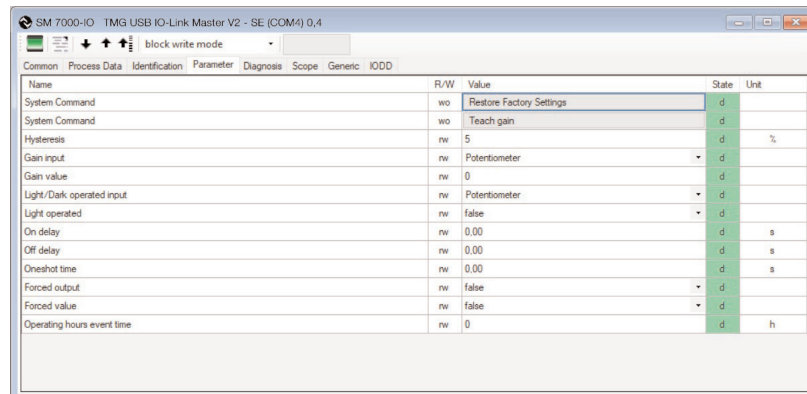 SM 7000-IO TMG USB IO-Link Master V2 - SE (COM4) 0,4
block write mode
Common Process Data Identification Parameter Diagnosis Scope Generic IODD
Name R/W Value State Unit
System Command wo Restore Factory Settings d
System Command wo Teach gain d
Hysteresis rw 5 d %
Gain input rw Potentiometer d
Gain value rw 0 d
Light/Dark operated input rw Potentiometer d
Light operated rw false d
On delay rw 0,00 d s
Off delay rw 0,00 d s
Oneshot time rw 0,00 d s
Forced output rw false d
Forced value rw false d
Operating hours event time rw 0 d h